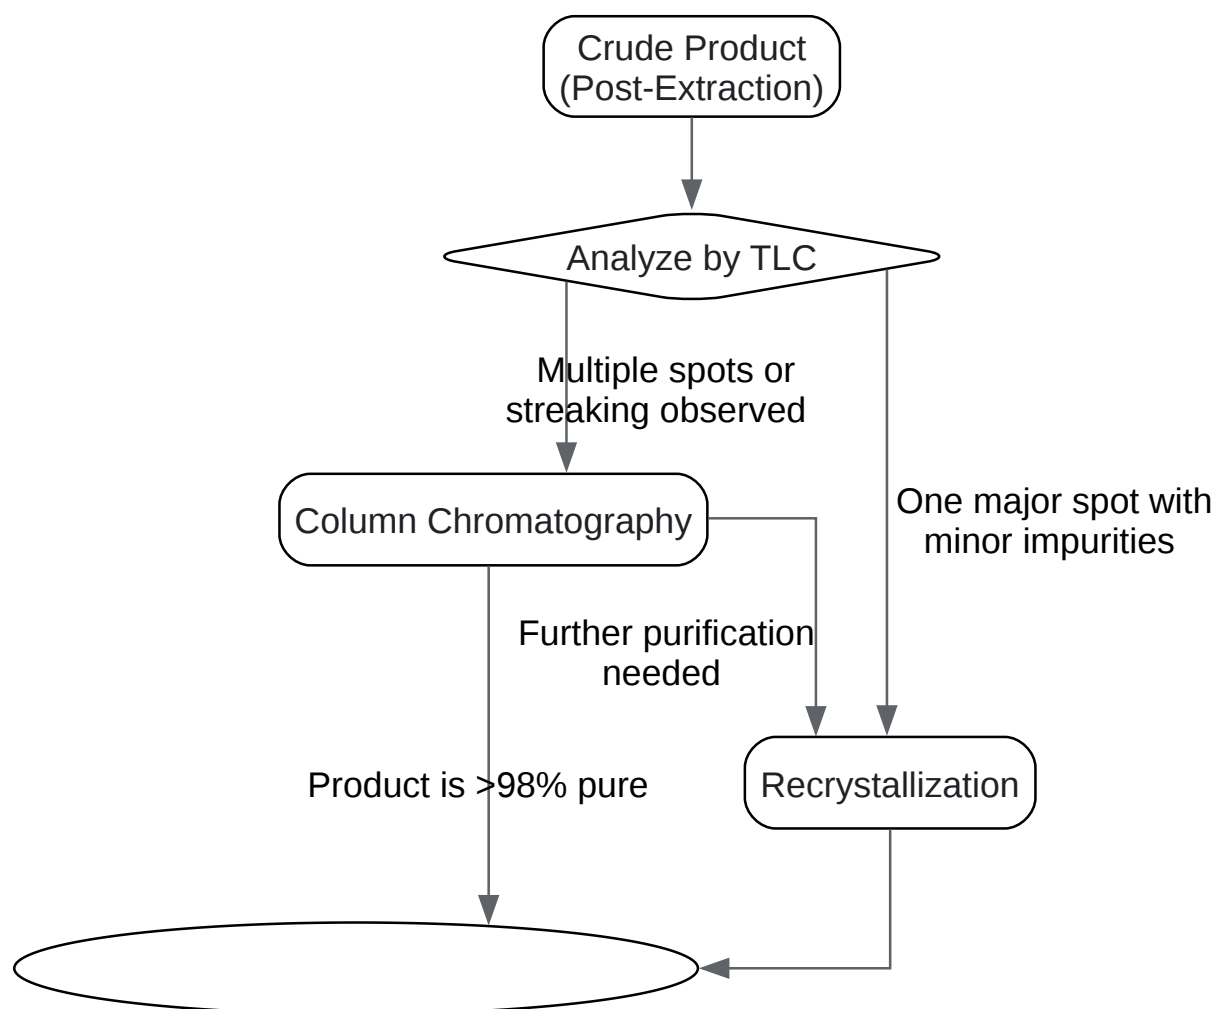 Crude Product
(Post-Extraction)
Analyze by TLC
Multiple spots or
streaking observed
One major spot with
minor impurities
Column Chromatography
Further purification
needed
Product is >98% pure
Recrystallization